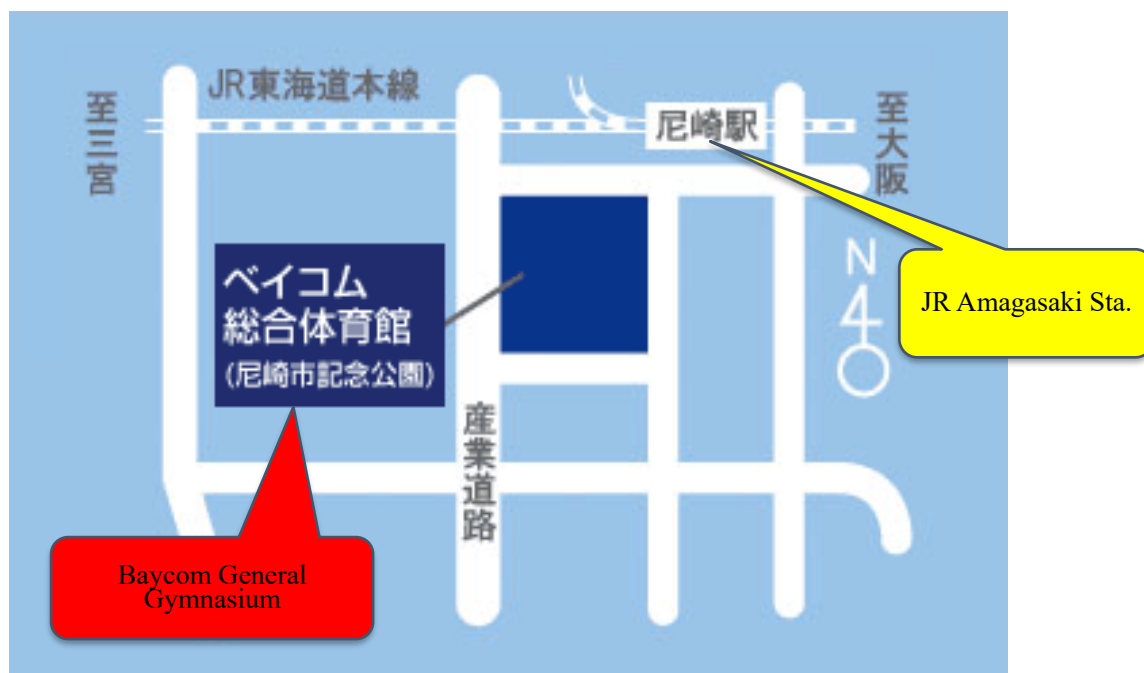 JR東海道本線
至三宮
尼崎駅
至大阪
N
JR Amagasaki Sta.
ベイコム
総合体育館
(尼崎市記念公園)
産業道路
Baycom General
Gymnasium